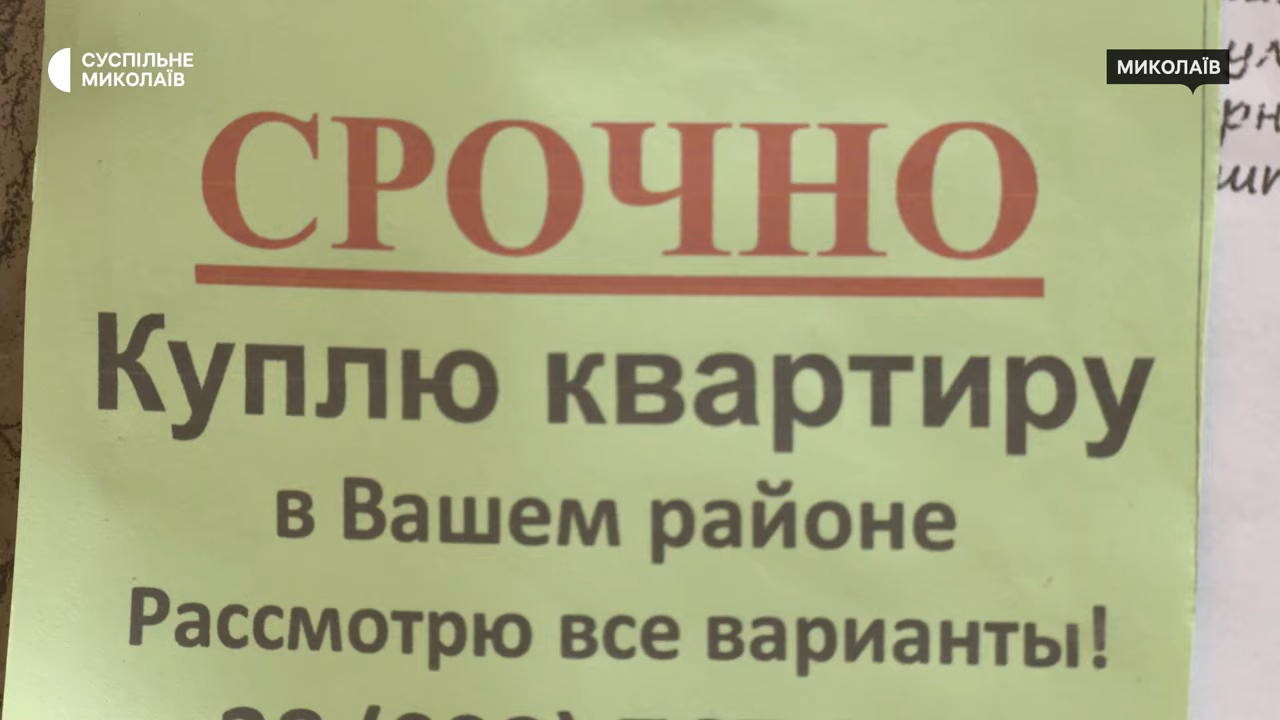 СУСПІЛЬНЕ
МИКОЛАЇВ
МИКОЛАЇВ
СРОЧНО
Куплю квартиру
в Вашем районе
Рассмотрю все варианты!